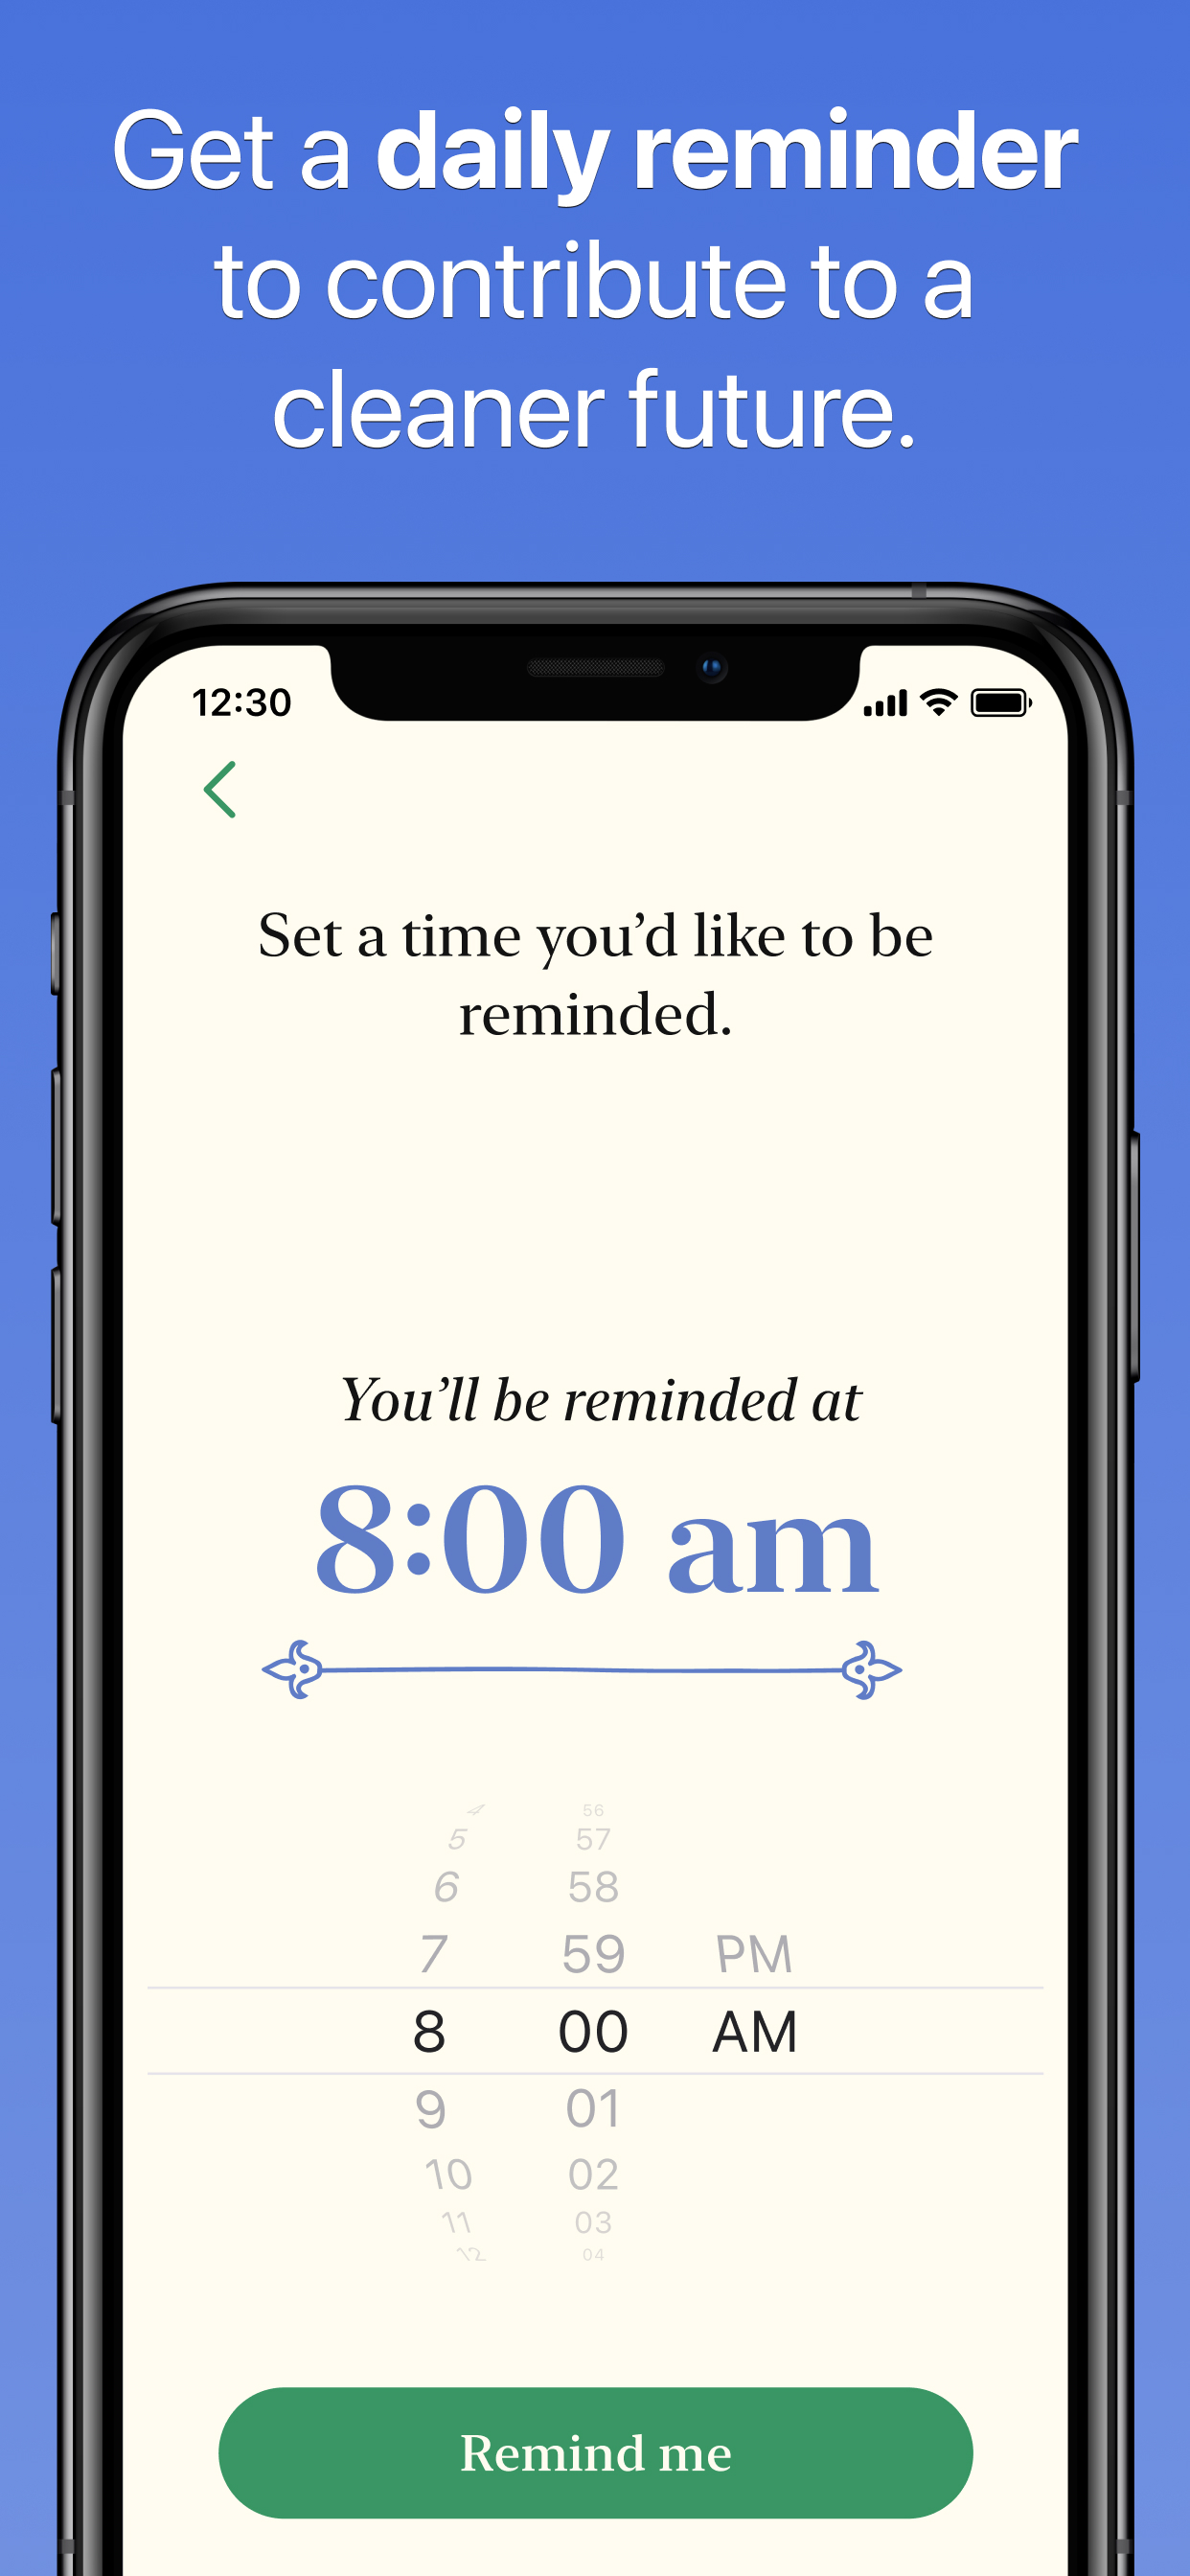 Get a daily reminder
to contribute to a
cleaner future.
12:30
Set a time you’d like to be
reminded.
You’ll be reminded at
8:00 am
4 56
5 57
6 58
7 59 PM
8 00 AM
9 01
10 02
11 03
12 04
Remind me